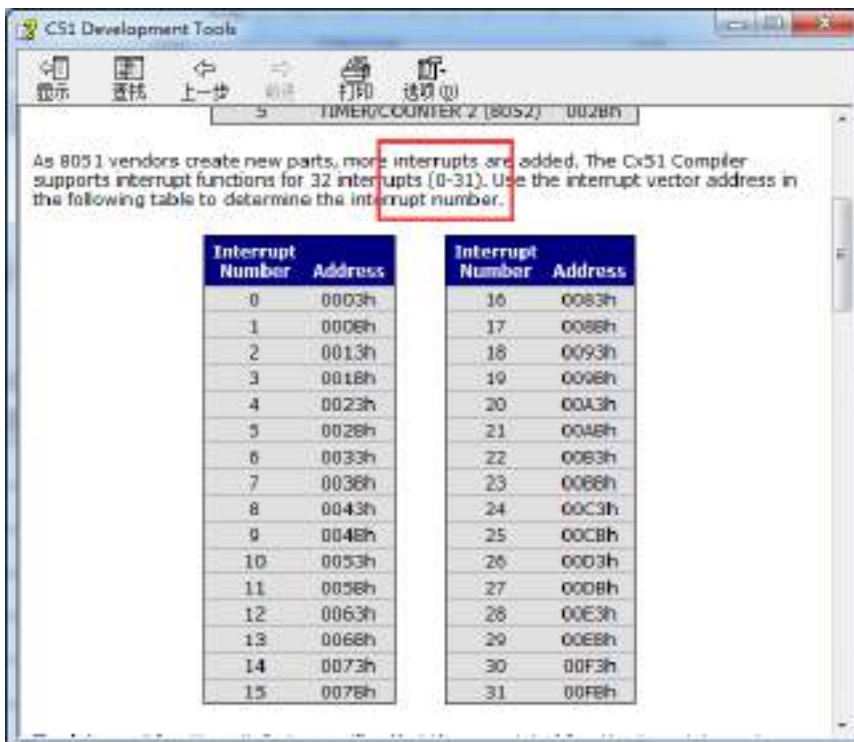 C51 Development Tools
显示 查找 上一步 前进 打印 选项(O)
5 TIMER/COUNTER 2 (8052) 002Bh
As 8051 vendors create new parts, more interrupts are added. The Cx51 Compiler
supports interrupt functions for 32 interrupts (0-31). Use the interrupt vector address in
the following table to determine the interrupt number.
Interrupt Number Address Interrupt Number Address
0 0003h 16 0083h
1 000Bh 17 008Bh
2 0013h 18 0093h
3 001Bh 19 009Bh
4 0023h 20 00A3h
5 002Bh 21 00ABh
6 0033h 22 00B3h
7 003Bh 23 00BBh
8 0043h 24 00C3h
9 004Bh 25 00CBh
10 0053h 26 00D3h
11 005Bh 27 00DBh
12 0063h 28 00E3h
13 006Bh 29 00EBh
14 0073h 30 00F3h
15 007Bh 31 00FBh